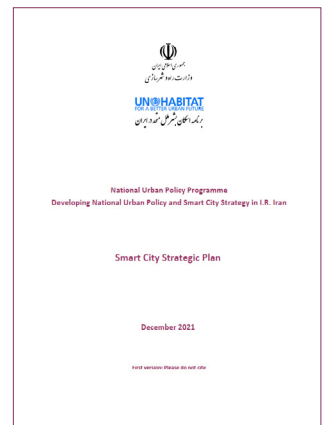 جمهوری اسلامی ایران
وزارت راه و شهرسازی
UN HABITAT
FOR A BETTER URBAN FUTURE
برنامه اسکان بشر ملل متحد در ایران
National Urban Policy Programme
Developing National Urban Policy and Smart City Strategy in I.R. Iran
Smart City Strategic Plan
December 2021
First version: Please do not cite